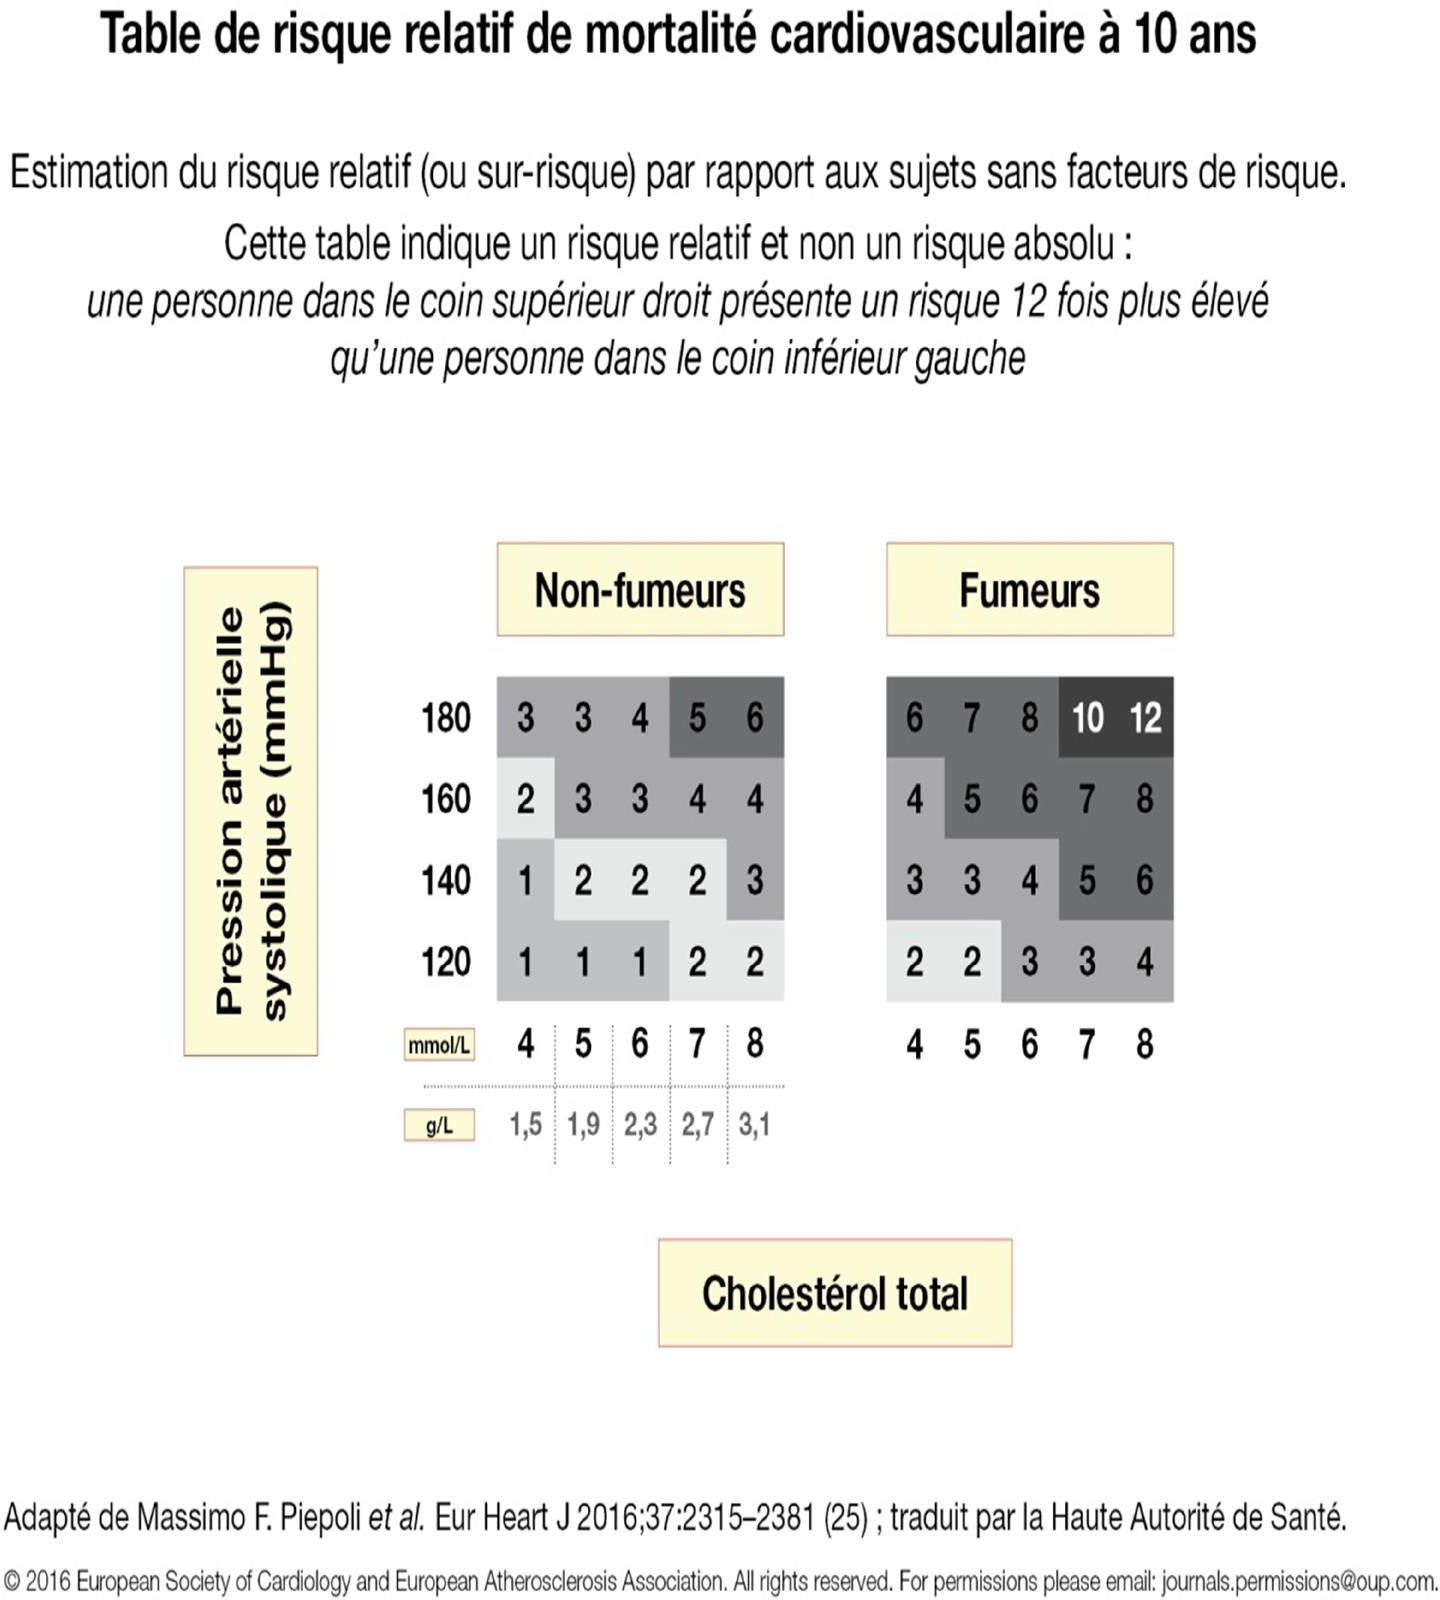 Table de risque relatif de mortalité cardiovasculaire à 10 ans
Estimation du risque relatif (ou sur-risque) par rapport aux sujets sans facteurs de risque.
Cette table indique un risque relatif et non un risque absolu :
une personne dans le coin supérieur droit présente un risque 12 fois plus élevé
qu’une personne dans le coin inférieur gauche
Pression artérielle
systolique (mmHg)
Non-fumeurs Fumeurs
180 3 3 4 5 6 6 7 8 10 12
160 2 3 3 4 4 4 5 6 7 8
140 1 2 2 2 3 3 3 4 5 6
120 1 1 1 2 2 2 2 3 3 4
mmol/L 4 5 6 7 8 4 5 6 7 8
g/L 1,5 1,9 2,3 2,7 3,1
Cholestérol total
Adapté de Massimo F. Piepoli et al. Eur Heart J 2016;37:2315–2381 (25) ; traduit par la Haute Autorité de Santé.
© 2016 European Society of Cardiology and European Atherosclerosis Association. All rights reserved. For permissions please email: journals.permissions@oup.com.